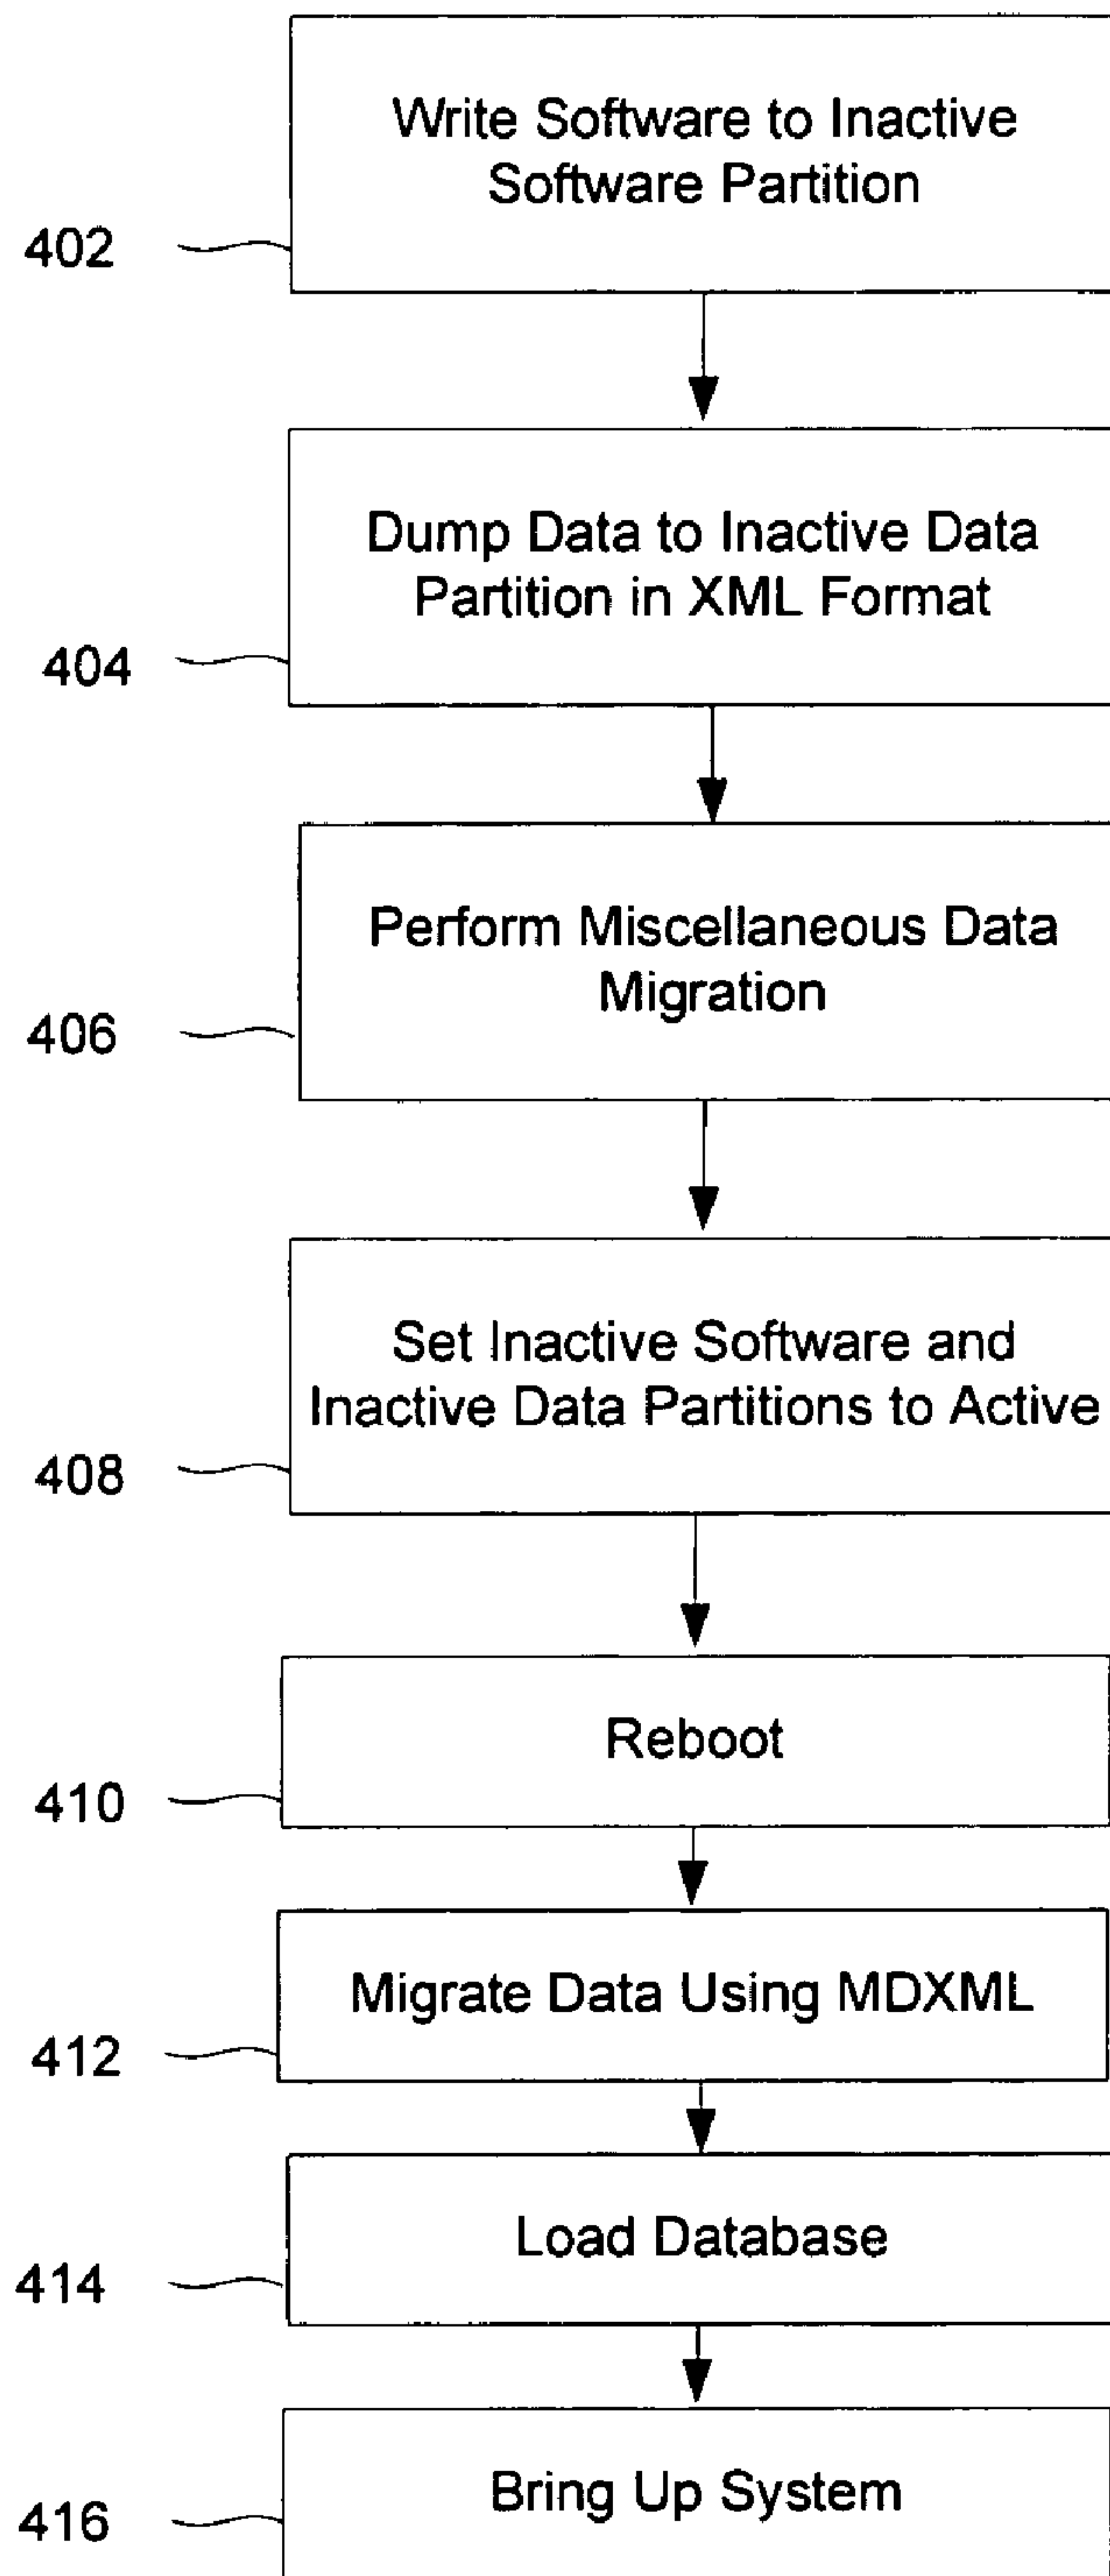 Write Software to Inactive
Software Partition
402
Dump Data to Inactive Data
Partition in XML Format
404
Perform Miscellaneous Data
Migration
406
Set Inactive Software and
Inactive Data Partitions to Active
408
Reboot
410
Migrate Data Using MDXML
412
Load Database
414
Bring Up System
416